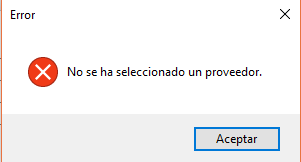 Error
No se ha seleccionado un proveedor.
Aceptar